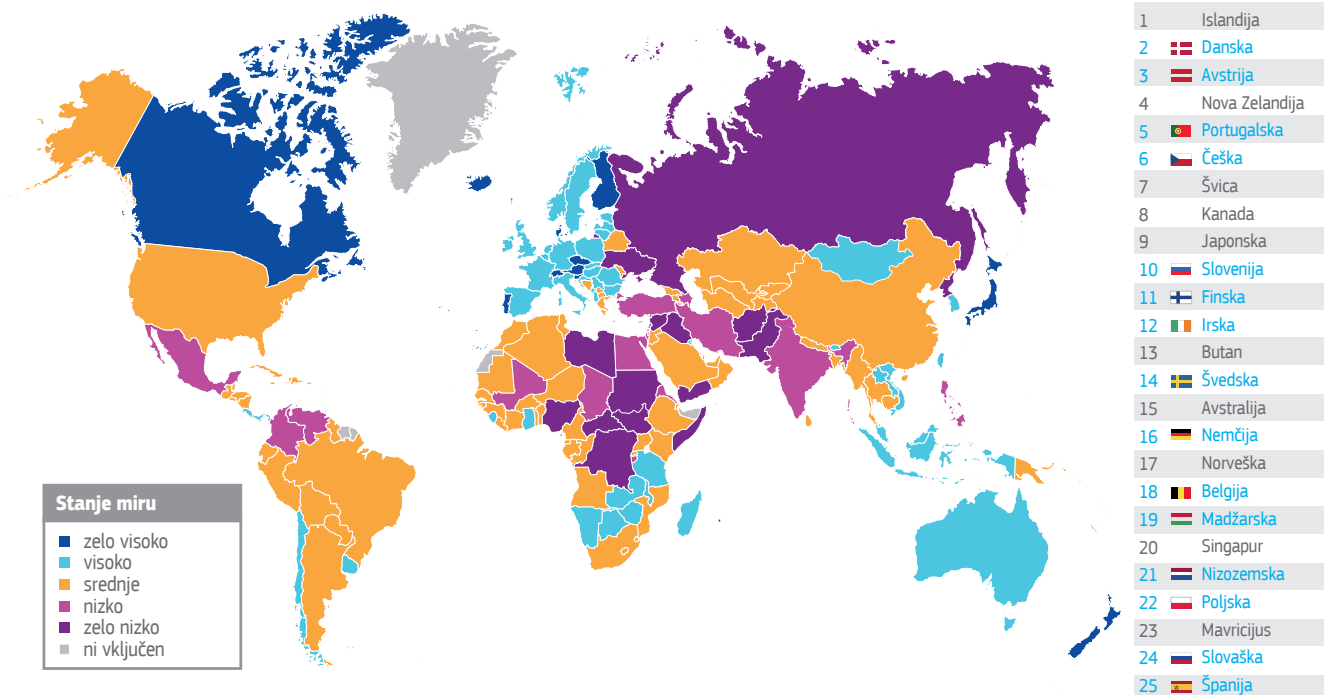 Stanje miru
zelo visoko
visoko
srednje
nizko
zelo nizko
ni vključen
1 Islandija
2 Danska
3 Avstrija
4 Nova Zelandija
5 Portugalska
6 Češka
7 Švica
8 Kanada
9 Japonska
10 Slovenija
11 Finska
12 Irska
13 Butan
14 Švedska
15 Avstralija
16 Nemčija
17 Norveška
18 Belgija
19 Madžarska
20 Singapur
21 Nizozemska
22 Poljska
23 Mavricijus
24 Slovaška
25 Španija